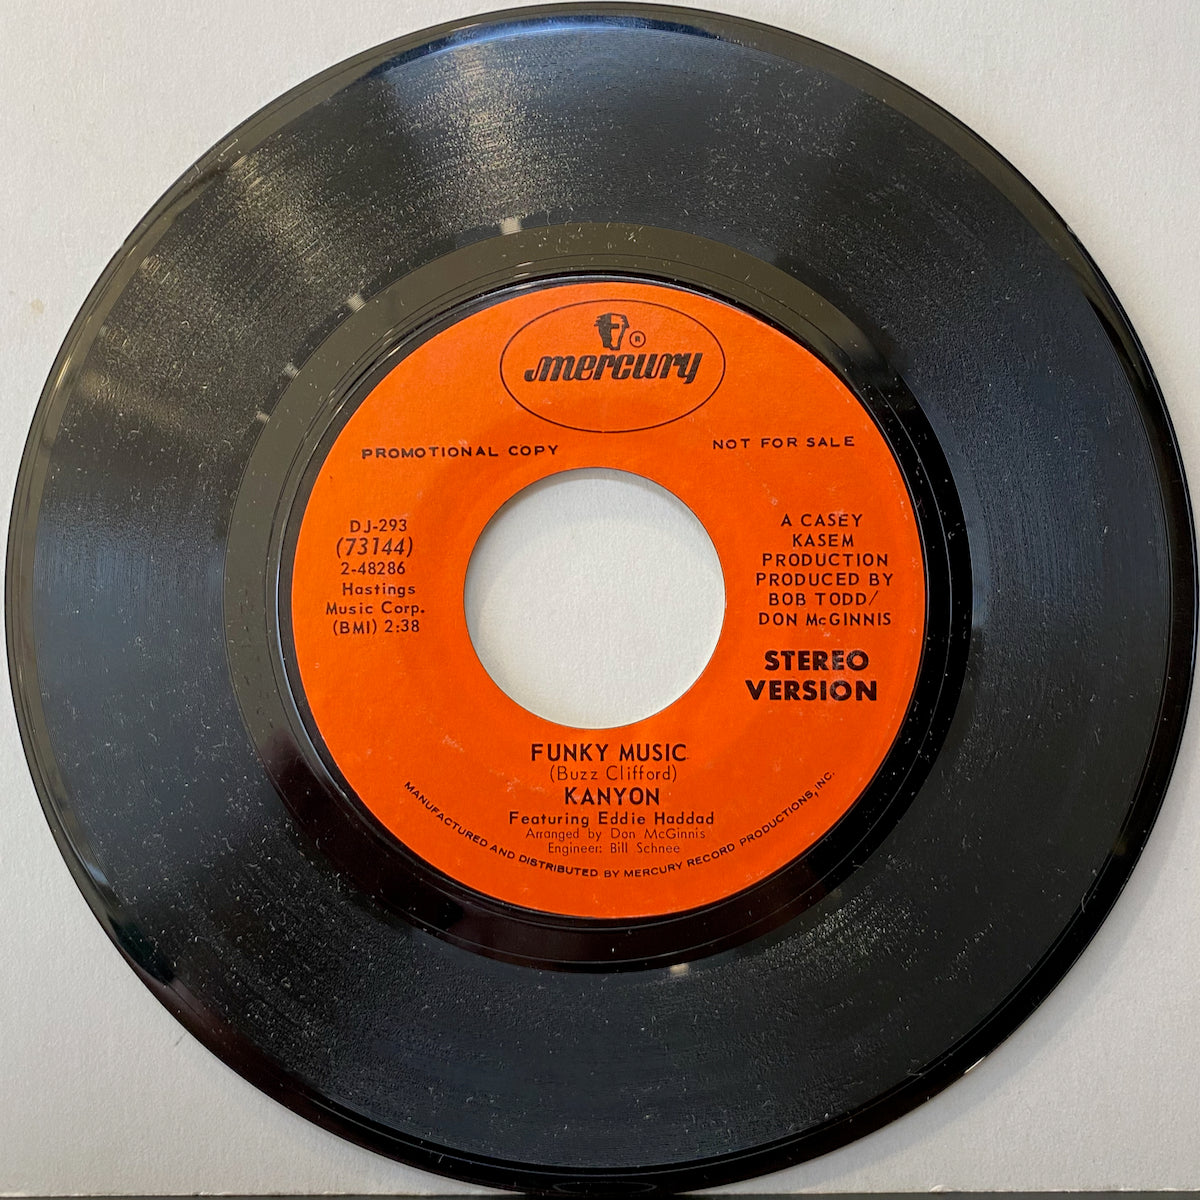 ®
mercury
PROMOTIONAL COPY
NOT FOR SALE
DJ-293
(73144)
2-48286
Hastings
Music Corp.
(BMI) 2:38
A CASEY
KASEM
PRODUCTION
PRODUCED BY
BOB TODD/
DON McGINNIS
STEREO
VERSION
FUNKY MUSIC
(Buzz Clifford)
KANYON
Featuring Eddie Haddad
Arranged by Don McGinnis
Engineer: Bill Schnee
MANUFACTURED AND DISTRIBUTED BY MERCURY RECORD PRODUCTIONS, INC.